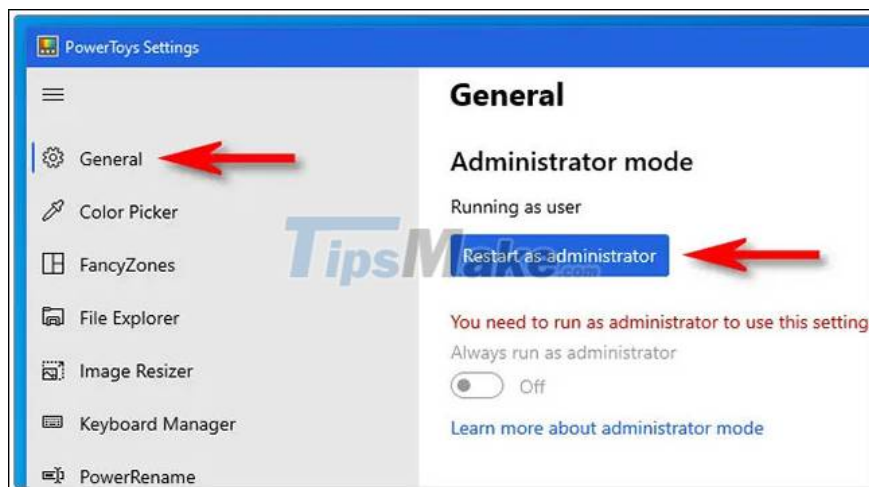 PowerToys Settings
General
Color Picker
FancyZones
File Explorer
Image Resizer
Keyboard Manager
PowerRename
General
Administrator mode
Running as user
Restart as administrator
You need to run as administrator to use this setting
Always run as administrator
Off
Learn more about administrator mode
TipsMake.com